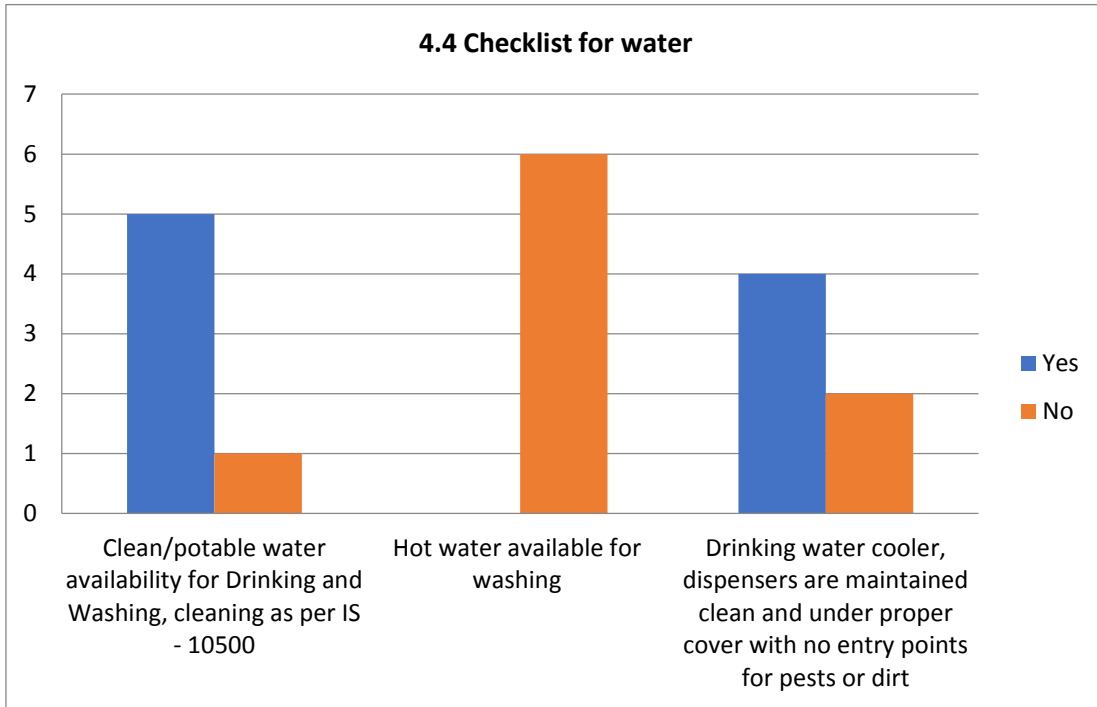 4.4 Checklist for water
7
6
5
4
3
2
1
0
Yes
No
Clean/potable water
availability for Drinking and
Washing, cleaning as per IS
- 10500
Hot water available for
washing
Drinking water cooler,
dispensers are maintained
clean and under proper
cover with no entry points
for pests or dirt